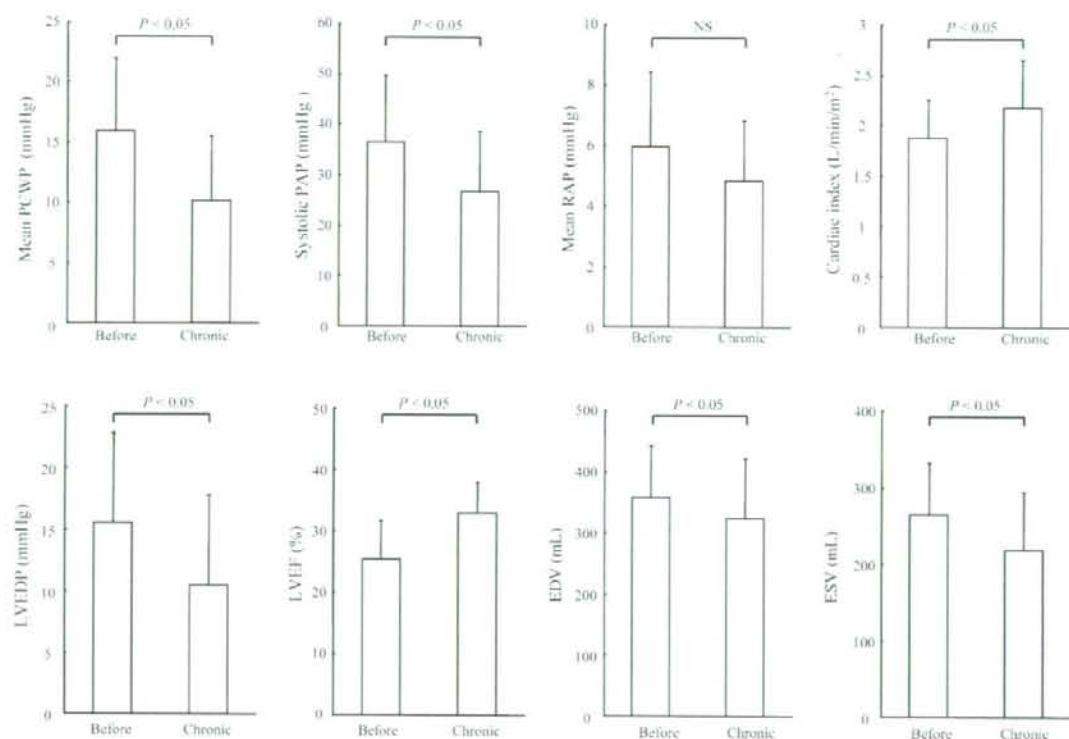 Mean PCWP (mmHg)
25
20
15
10
5
0
P < 0.05
Before Chronic
Systolic PAP (mmHg)
60
50
40
30
20
10
0
P < 0.05
Before Chronic
Mean RAP (mmHg)
10
8
6
4
2
0
NS
Before Chronic
Cardiac index (L/min/m²)
3
2.5
2
1.5
1
0.5
0
P < 0.05
Before Chronic
LVEDP (mmHg)
25
20
15
10
5
0
P < 0.05
Before Chronic
LVEF (%)
50
40
30
20
10
0
P < 0.05
Before Chronic
EDV (mL)
500
400
300
200
100
0
P < 0.05
Before Chronic
ESV (mL)
400
300
200
100
0
P < 0.05
Before Chronic